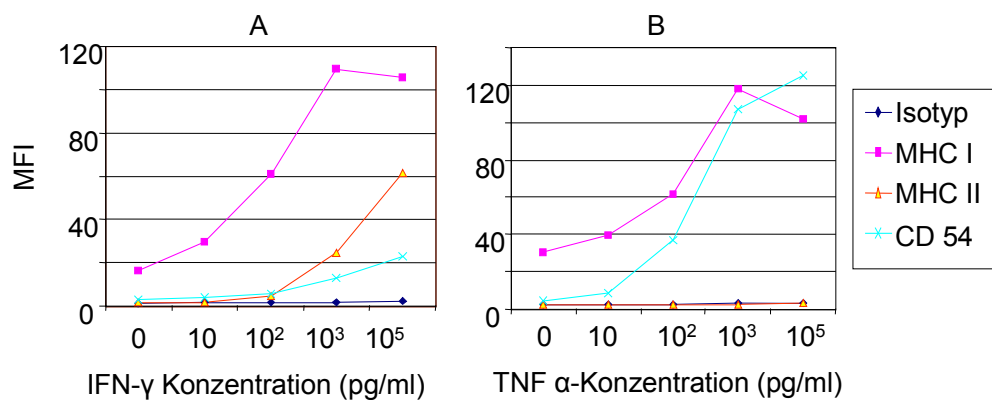 A
MFI
120
80
40
0
0 10 10² 10³ 10⁵
IFN-γ Konzentration (pg/ml)
B
120
80
40
0
0 10 10² 10³ 10⁵
TNF α-Konzentration (pg/ml)
Isotyp
MHC I
MHC II
CD 54